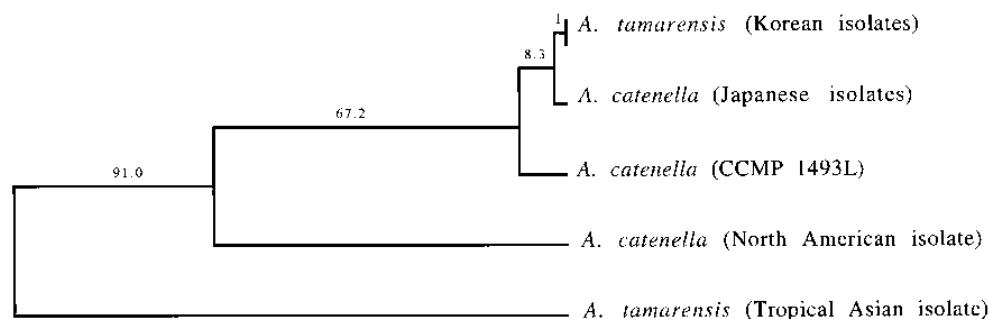 1 A. tamarensis (Korean isolates)
8.3
A. catenella (Japanese isolates)
67.2
A. catenella (CCMP 1493L)
91.0
A. catenella (North American isolate)
A. tamarensis (Tropical Asian isolate)